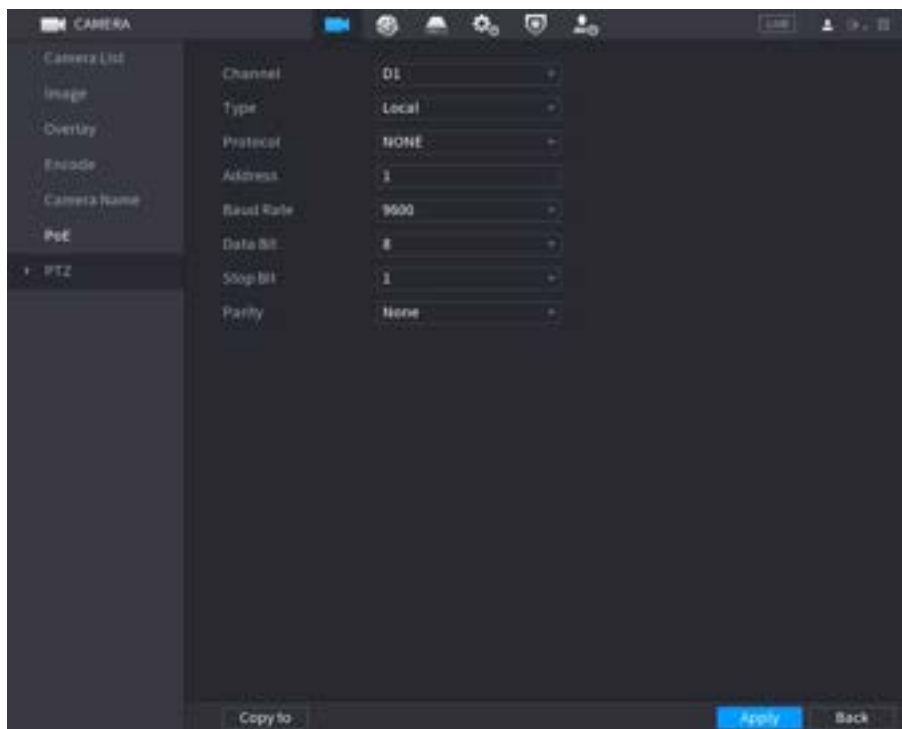 CAMERA
LIVE
Camera List
Image
Overlay
Encode
Camera Name
PoE
PTZ
Channel D1
Type Local
Protocol NONE
Address 1
Baud Rate 9600
Data Bit 8
Stop Bit 1
Parity None
Copy to
Apply
Back